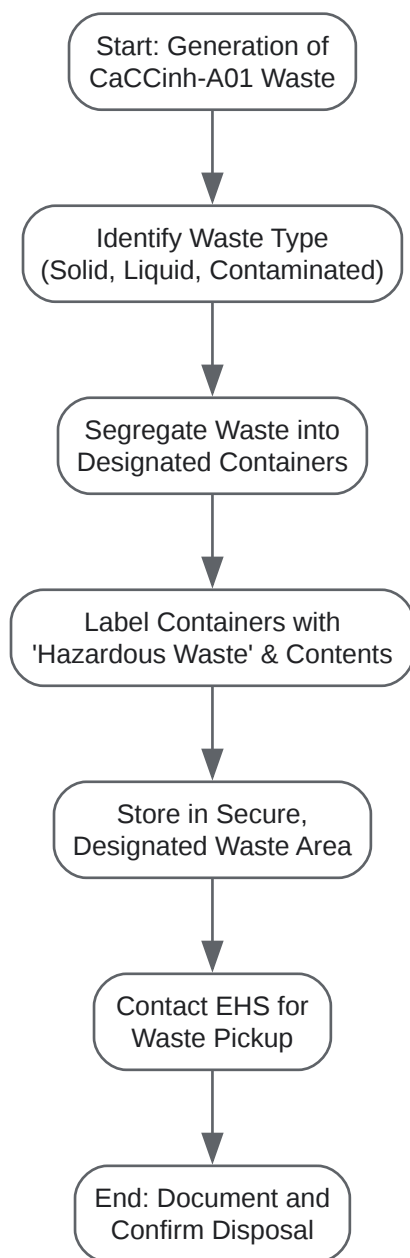 Start: Generation of
CaCCinh-A01 Waste
Identify Waste Type
(Solid, Liquid, Contaminated)
Segregate Waste into
Designated Containers
Label Containers with
'Hazardous Waste' & Contents
Store in Secure,
Designated Waste Area
Contact EHS for
Waste Pickup
End: Document and
Confirm Disposal